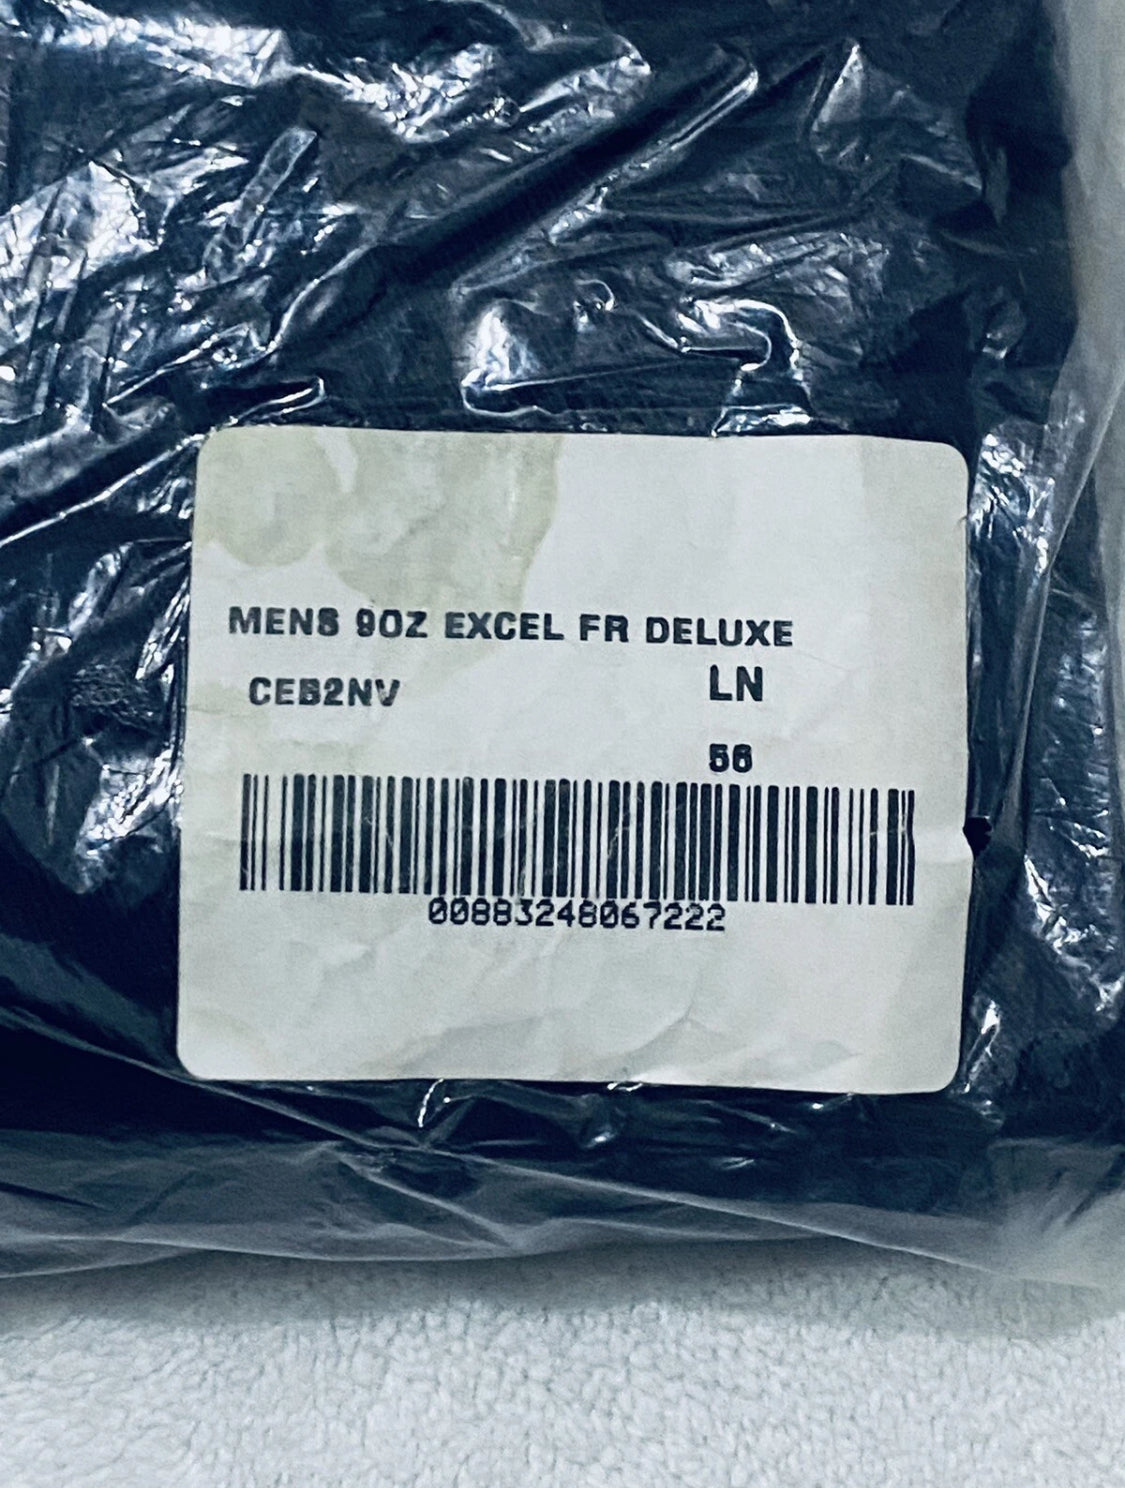 MENS 9OZ EXCEL FR DELUXE
CEB2NV LN
56
00883248067222